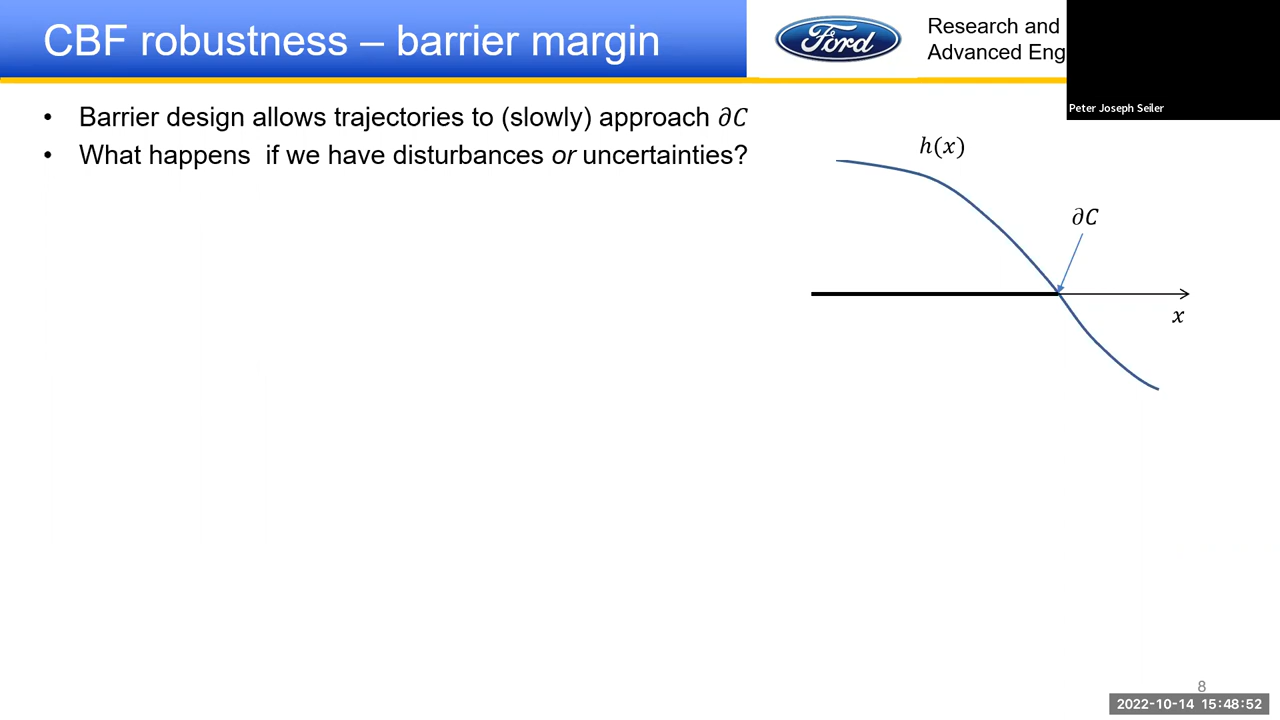 CBF robustness – barrier margin
Ford
Research and
Advanced Eng
Peter Joseph Seiler
• Barrier design allows trajectories to (slowly) approach ∂C
• What happens if we have disturbances or uncertainties?
h(x)
∂C
x
8
2022-10-14 15:48:52